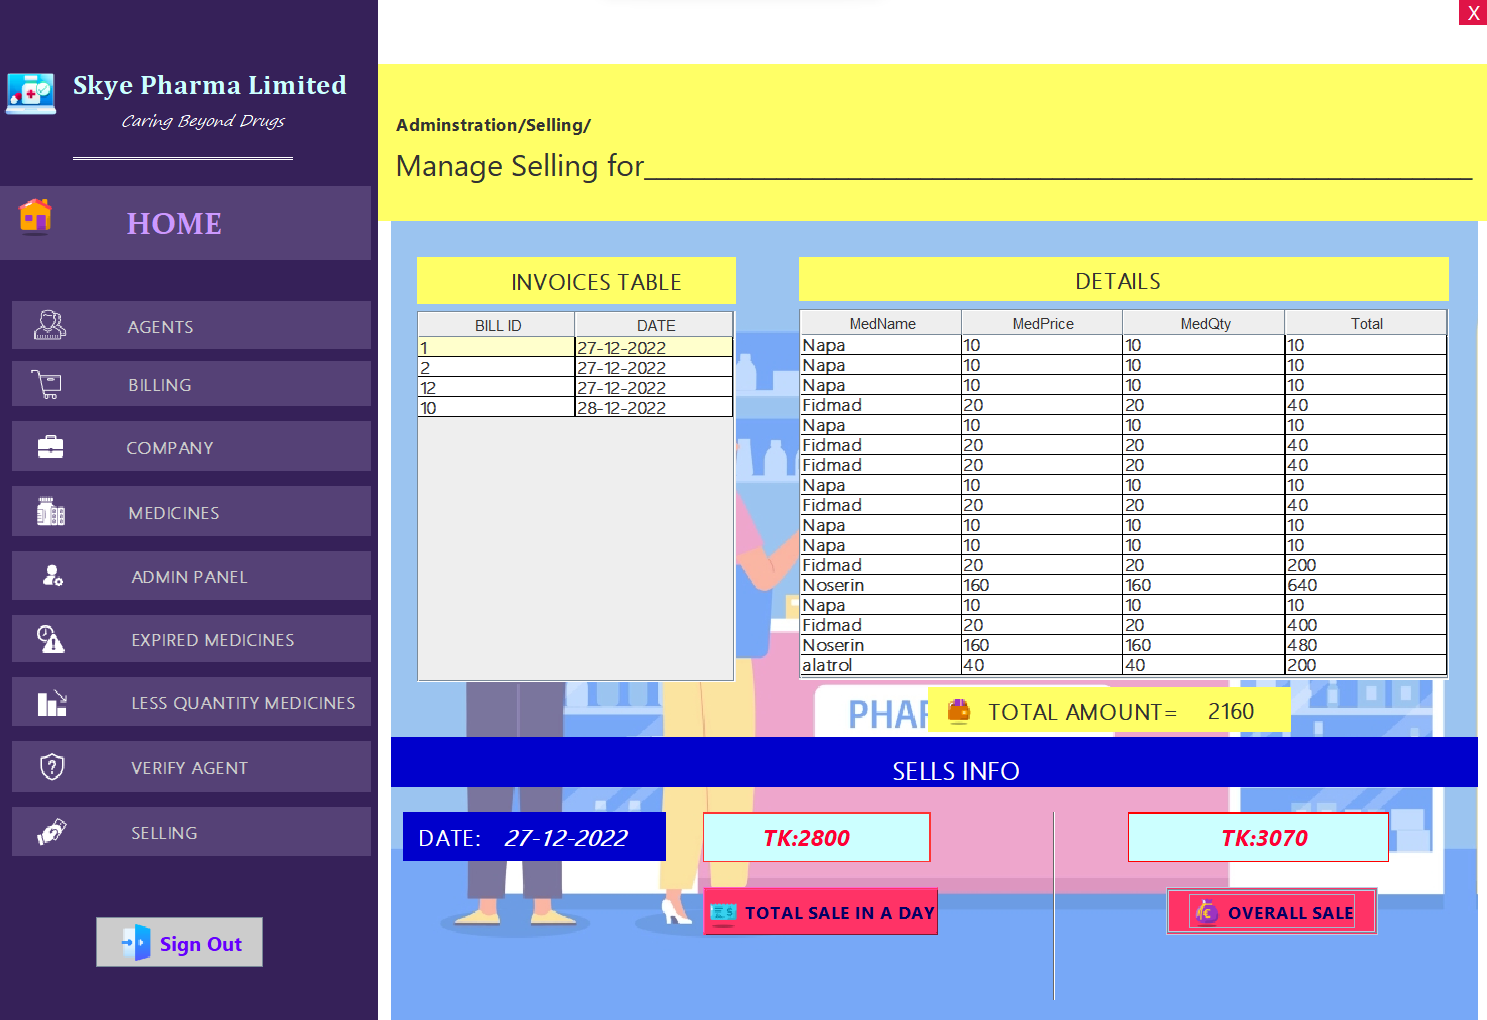 X
Skye Pharma Limited
Caring Beyond Drugs
HOME
AGENTS
BILLING
COMPANY
MEDICINES
ADMIN PANEL
EXPIRED MEDICINES
LESS QUANTITY MEDICINES
VERIFY AGENT
SELLING
Sign Out
Adminstration/Selling/
Manage Selling for
INVOICES TABLE
BILL ID DATE
1 27-12-2022
2 27-12-2022
12 27-12-2022
10 28-12-2022
DETAILS
MedName MedPrice MedQty Total
Napa 10 10 10
Napa 10 10 10
Napa 10 10 10
Fidmad 20 20 40
Napa 10 10 10
Fidmad 20 20 40
Fidmad 20 20 40
Napa 10 10 10
Fidmad 20 20 40
Napa 10 10 10
Napa 10 10 10
Fidmad 20 20 200
Noserin 160 160 640
Napa 10 10 10
Fidmad 20 20 400
Noserin 160 160 480
alatrol 40 40 200
TOTAL AMOUNT= 2160
SELLS INFO
DATE: 27-12-2022
TK:2800
TOTAL SALE IN A DAY
TK:3070
OVERALL SALE